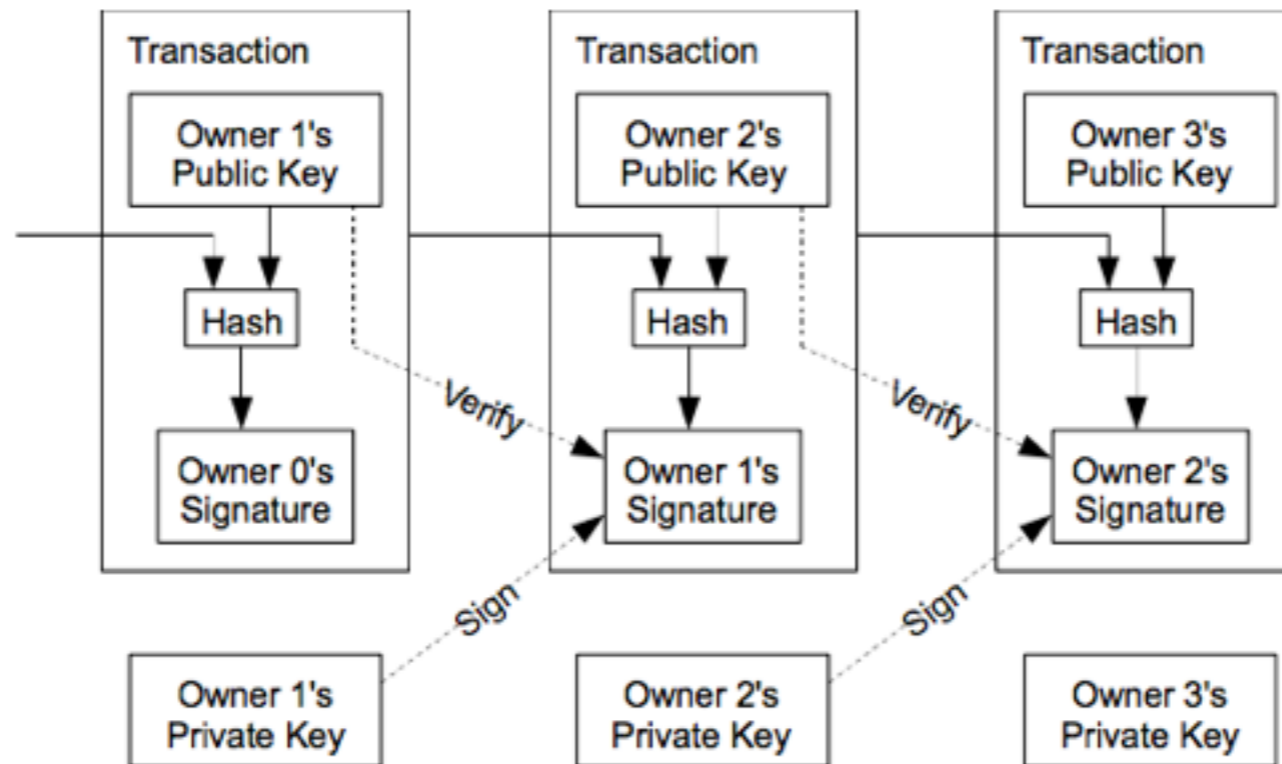 Transaction
Owner 1's
Public Key
Hash
Owner 0's
Signature
Transaction
Owner 2's
Public Key
Hash
Verify
Owner 1's
Signature
Transaction
Owner 3's
Public Key
Hash
Verify
Owner 2's
Signature
Sign
Sign
Owner 1's
Private Key
Owner 2's
Private Key
Owner 3's
Private Key